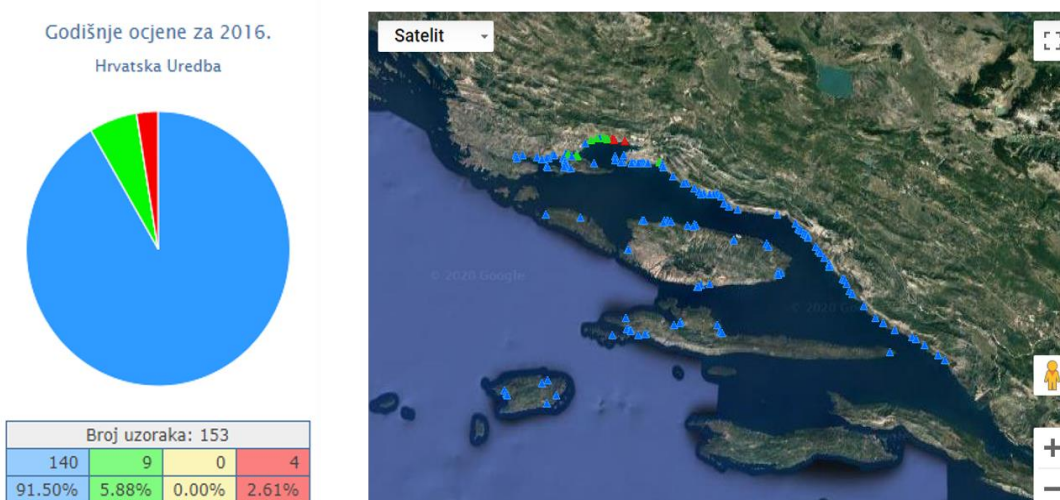 Godišnje ocjene za 2016.
Hrvatska Uredba
Broj uzoraka: 153
140 9 0 4
91.50% 5.88% 0.00% 2.61%
Satelit
© 2020 Google
© 2020 Google